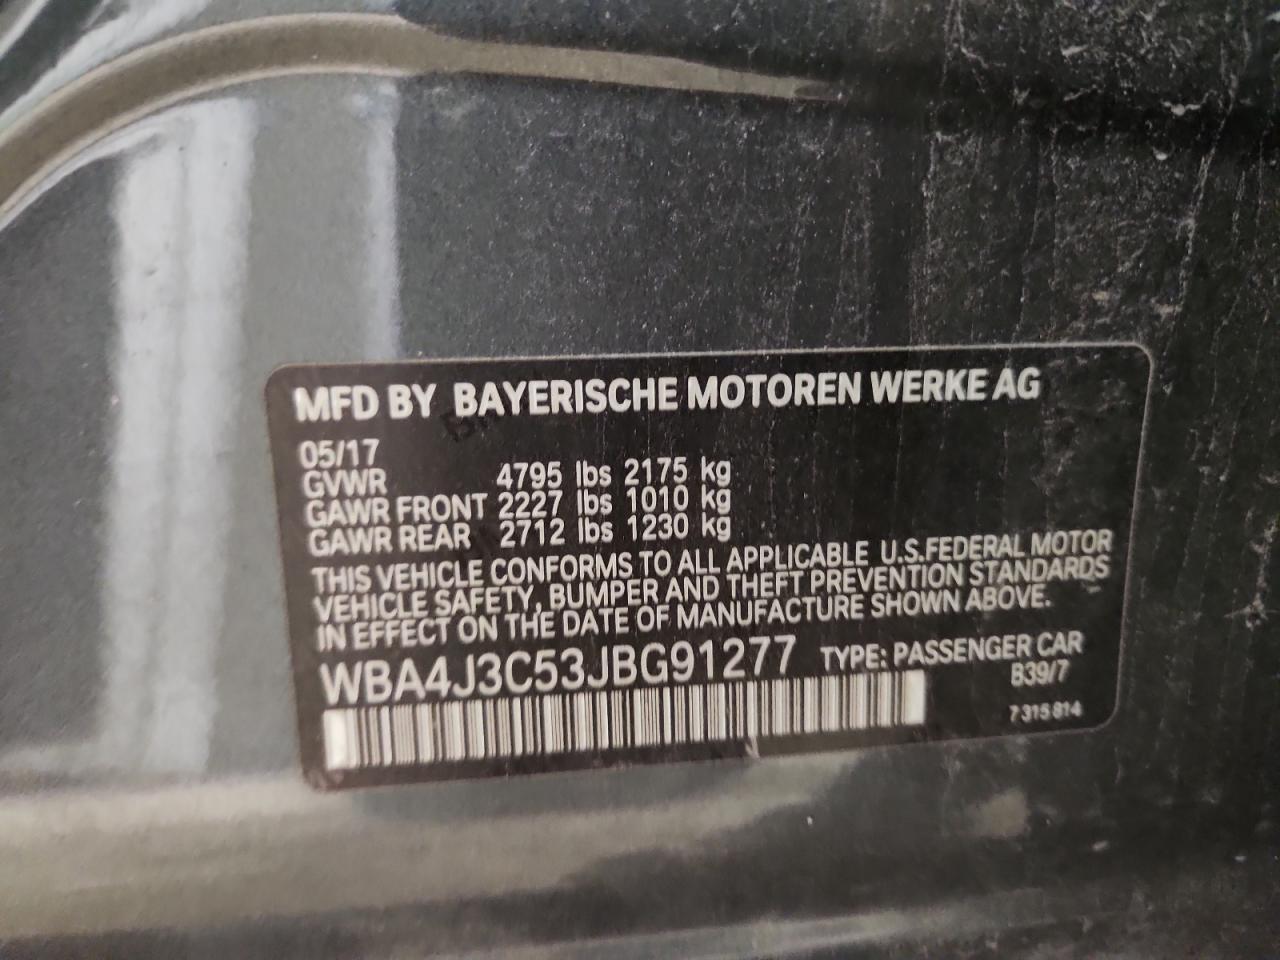 MFD BY BAYERISCHE MOTOREN WERKE AG
05/17
GVWR 4795 lbs 2175 kg
GAWR FRONT 2227 lbs 1010 kg
GAWR REAR 2712 lbs 1230 kg
THIS VEHICLE CONFORMS TO ALL APPLICABLE U.S.FEDERAL MOTOR
VEHICLE SAFETY, BUMPER AND THEFT PREVENTION STANDARDS
IN EFFECT ON THE DATE OF MANUFACTURE SHOWN ABOVE.
WBA4J3C53JBG91277 TYPE: PASSENGER CAR
B39/7
7 315 814